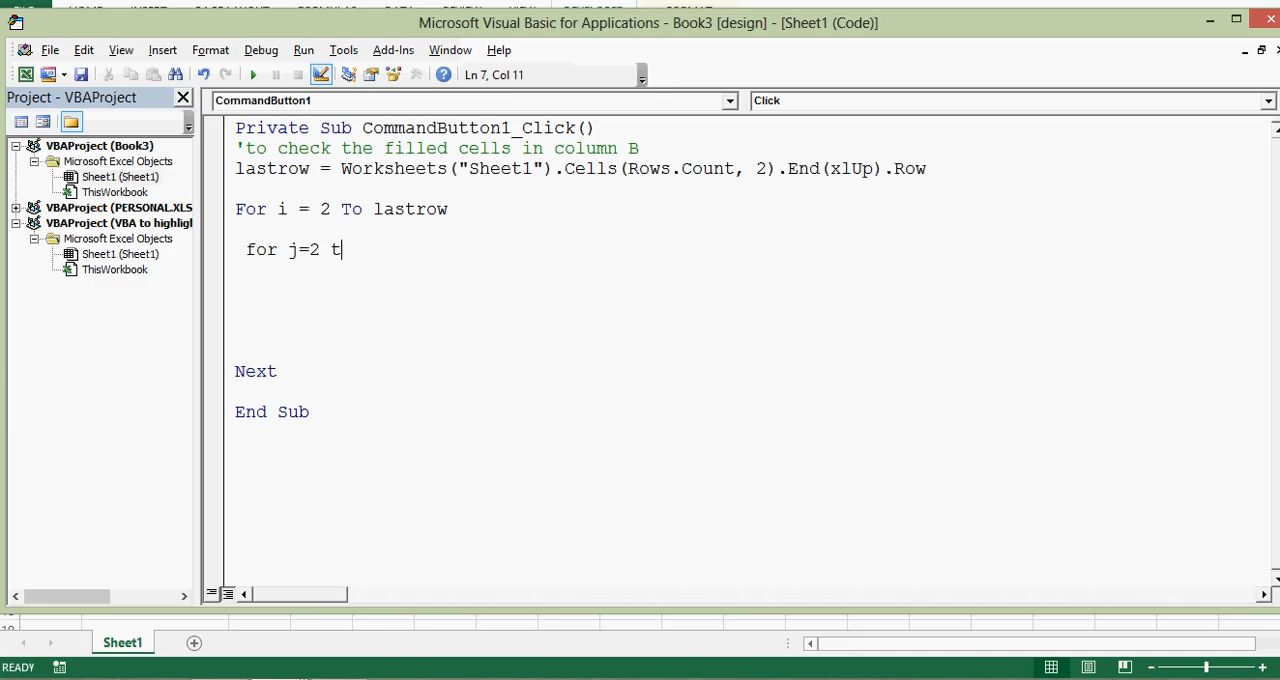 Microsoft Visual Basic for Applications - Book3 [design] - [Sheet1 (Code)]
File Edit View Insert Format Debug Run Tools Add-Ins Window Help
Ln 7, Col 11
Project - VBAProject
CommandButton1
Click
VBAProject (Book3)
Microsoft Excel Objects
Sheet1 (Sheet1)
ThisWorkbook
VBAProject (PERSONAL.XLS
VBAProject (VBA to highligl
Microsoft Excel Objects
Sheet1 (Sheet1)
ThisWorkbook
Private Sub CommandButton1_Click()
'to check the filled cells in column B
lastrow = Worksheets("Sheet1").Cells(Rows.Count, 2).End(xlUp).Row
For i = 2 To lastrow
for j=2 t
Next
End Sub
Sheet1
READY